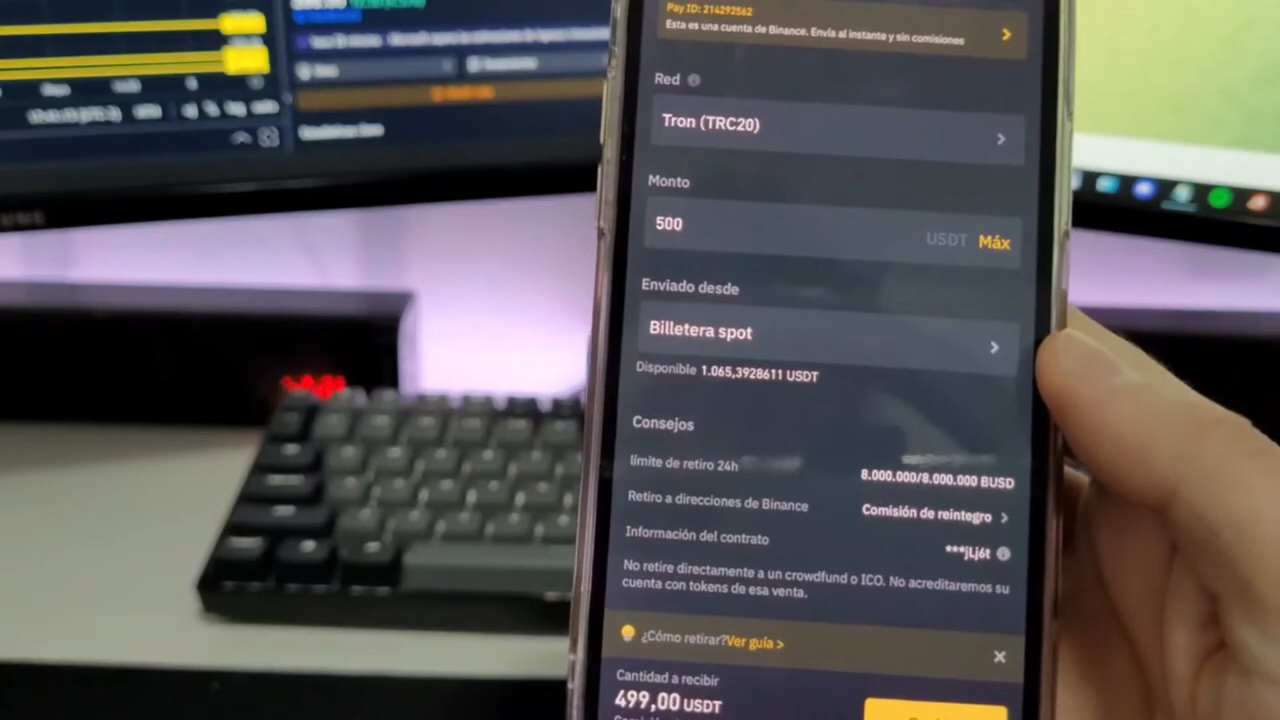 Pay ID: 214292562
Esta es una cuenta de Binance. Envía al instante y sin comisiones
Red
Tron (TRC20)
Monto
500
USDT Máx
Enviado desde
Billetera spot
Disponible 1.065,3928611 USDT
Consejos
límite de retiro 24h
8.000.000/8.000.000 BUSD
Retiro a direcciones de Binance
Comisión de reintegro
Información del contrato
***jLj6t
No retire directamente a un crowdfund o ICO. No acreditaremos su
cuenta con tokens de esa venta.
¿Cómo retirar?Ver guía >
Cantidad a recibir
499,00 USDT